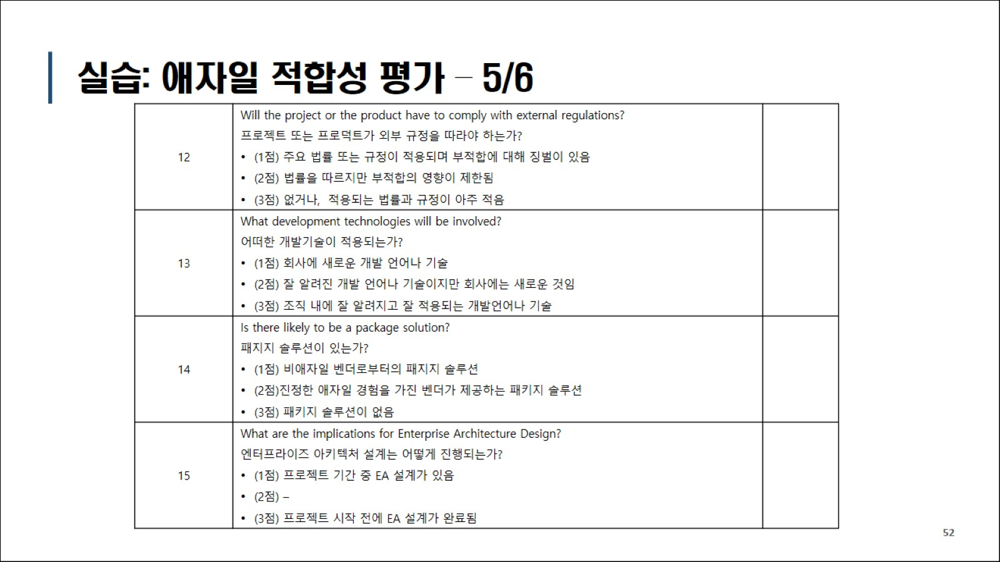 실습: 애자일 적합성 평가 – 5/6
12
Will the project or the product have to comply with external regulations?
프로젝트 또는 프로덕트가 외부 규정을 따라야 하는가?
• (1점) 주요 법률 또는 규정이 적용되며 부적합에 대해 징벌이 있음
• (2점) 법률을 따르지만 부적합의 영향이 제한됨
• (3점) 없거나, 적용되는 법률과 규정이 아주 적음
13
What development technologies will be involved?
어떠한 개발기술이 적용되는가?
• (1점) 회사에 새로운 개발 언어나 기술
• (2점) 잘 알려진 개발 언어나 기술이지만 회사에는 새로운 것임
• (3점) 조직 내에 잘 알려지고 잘 적용되는 개발언어나 기술
14
Is there likely to be a package solution?
패지지 솔루션이 있는가?
• (1점) 비애자일 벤더로부터의 패지지 솔루션
• (2점)진정한 애자일 경험을 가진 벤더가 제공하는 패키지 솔루션
• (3점) 패키지 솔루션이 없음
15
What are the implications for Enterprise Architecture Design?
엔터프라이즈 아키텍처 설계는 어떻게 진행되는가?
• (1점) 프로젝트 기간 중 EA 설계가 있음
• (2점) –
• (3점) 프로젝트 시작 전에 EA 설계가 완료됨
52